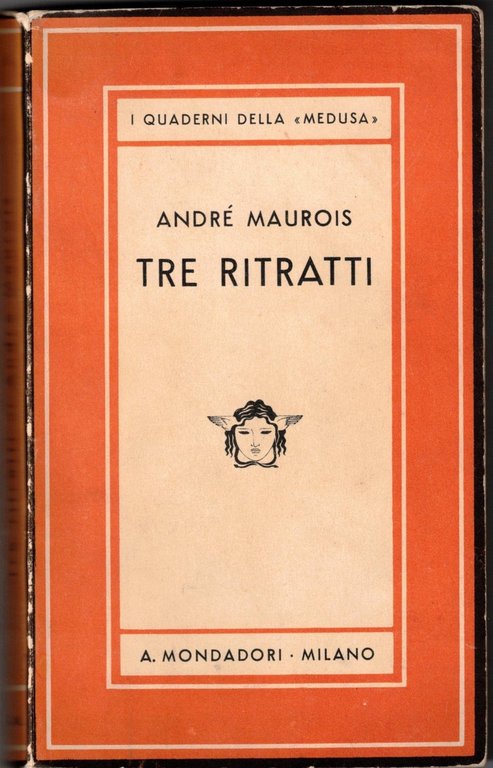 I QUADERNI DELLA «MEDUSA»
ANDRÉ MAUROIS
TRE RITRATTI
A. MONDADORI · MILANO